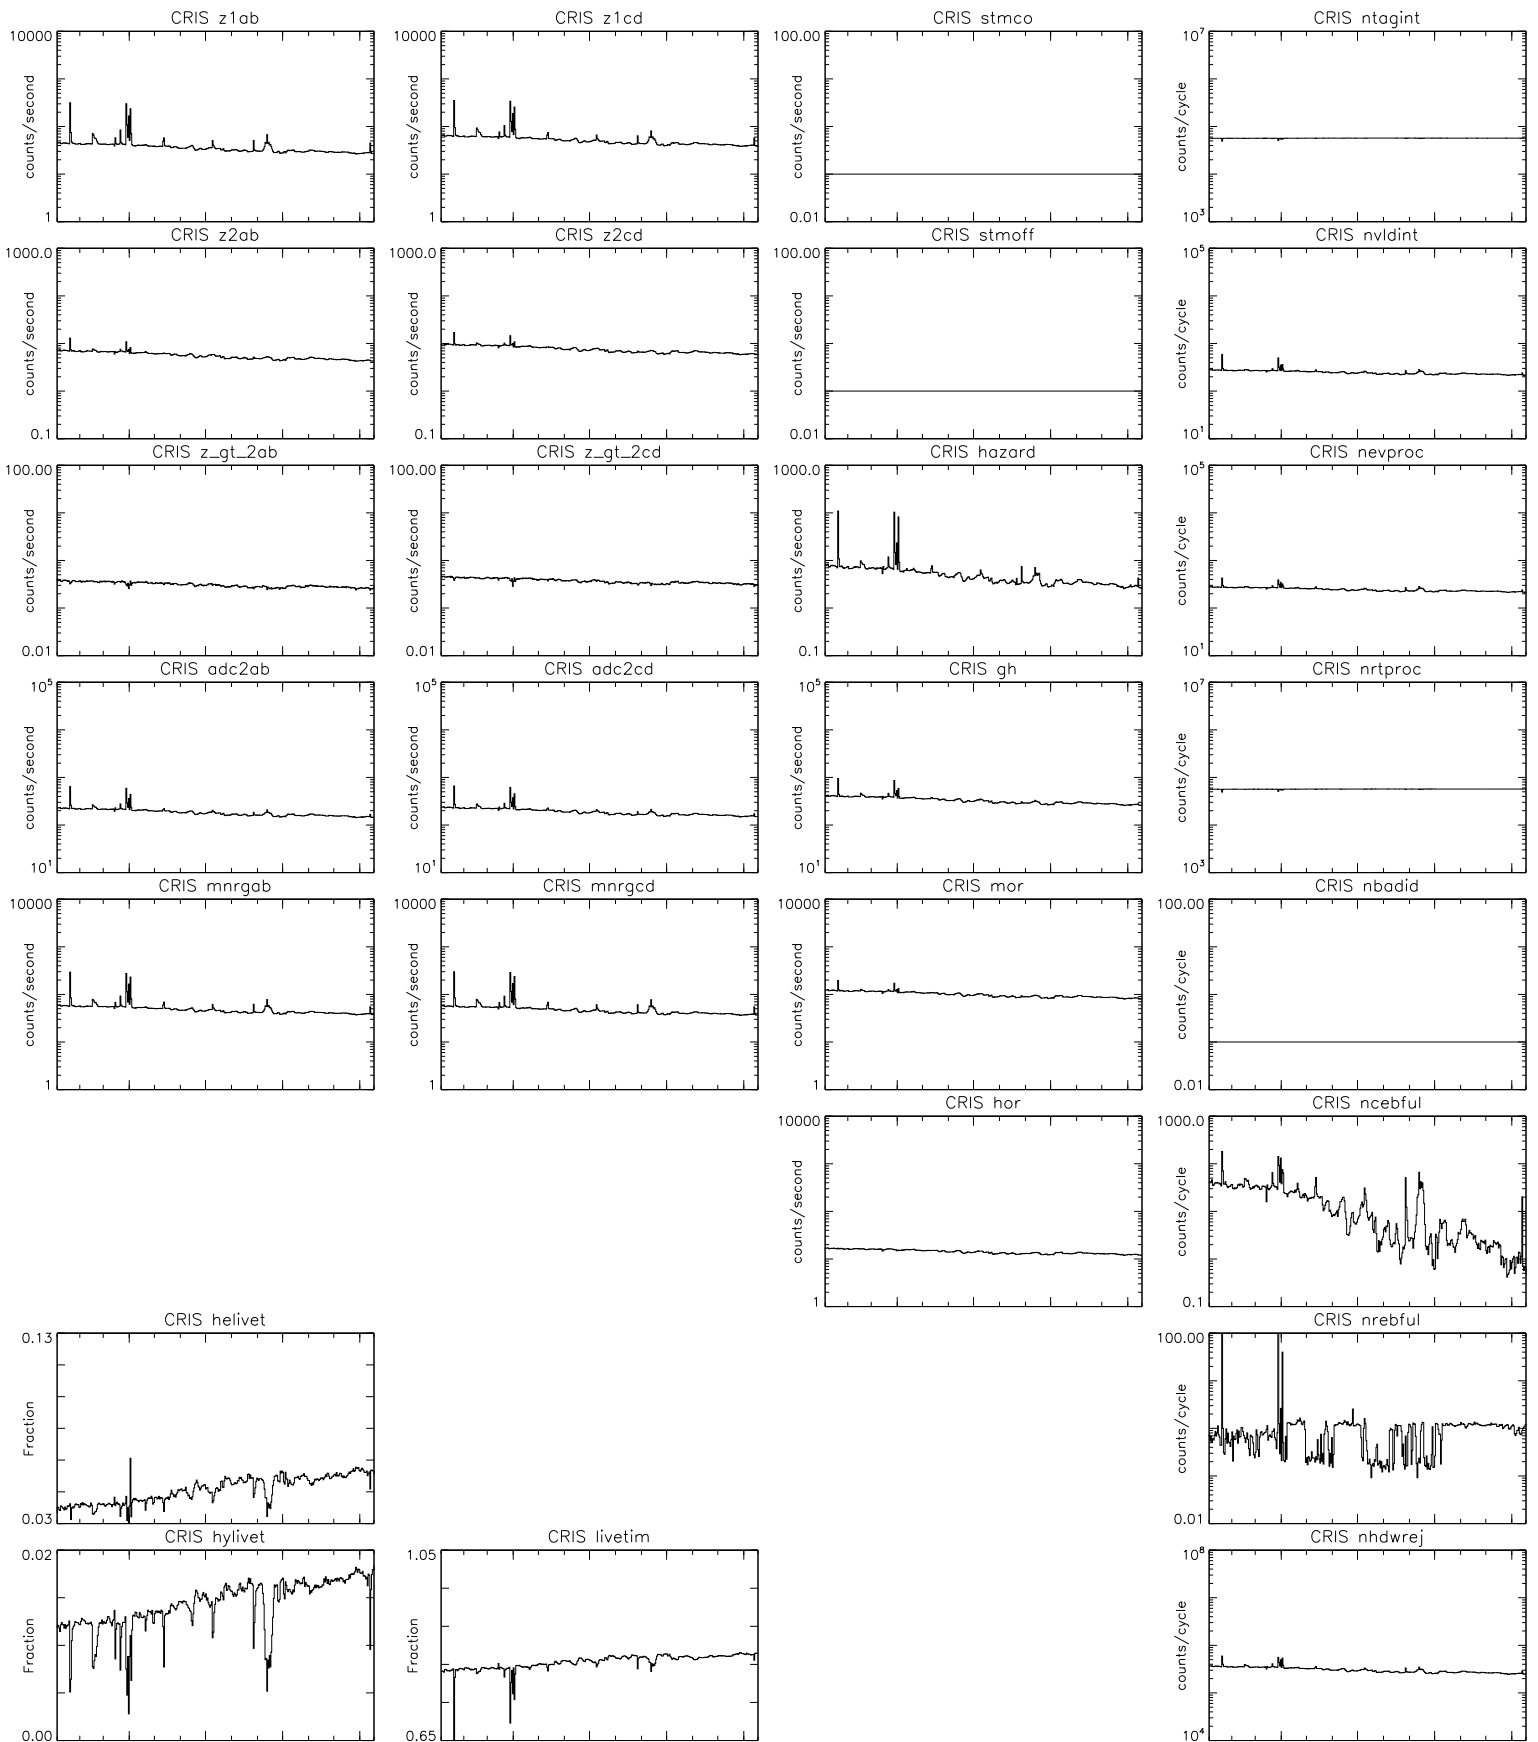 CRIS z1ab
10000
counts/second
1
CRIS z1cd
10000
counts/second
1
CRIS stmco
100.00
counts/second
0.01
CRIS ntagint
10⁷
counts/cycle
10³
CRIS z2ab
1000.0
counts/second
0.1
CRIS z2cd
1000.0
counts/second
0.1
CRIS stmoff
100.00
counts/second
0.01
CRIS nvldint
10⁵
counts/cycle
10¹
CRIS z_gt_2ab
100.00
counts/second
0.01
CRIS z_gt_2cd
100.00
counts/second
0.01
CRIS hazard
1000.0
counts/second
0.1
CRIS nevproc
10⁵
counts/cycle
10¹
CRIS adc2ab
10⁵
counts/second
10¹
CRIS adc2cd
10⁵
counts/second
10¹
CRIS gh
10⁵
counts/second
10¹
CRIS nrtproc
10⁷
counts/cycle
10³
CRIS mnrgab
10000
counts/second
1
CRIS mnrgcd
10000
counts/second
1
CRIS mor
10000
counts/second
1
CRIS nbadid
100.00
counts/cycle
0.01
CRIS hor
10000
counts/second
1
CRIS ncebful
1000.0
counts/cycle
0.1
CRIS helivet
0.13
Fraction
0.03
CRIS nrebful
100.00
counts/cycle
0.01
CRIS hylivet
0.02
Fraction
0.00
CRIS livetim
1.05
Fraction
0.65
CRIS nhdwrej
10⁸
counts/cycle
10⁴